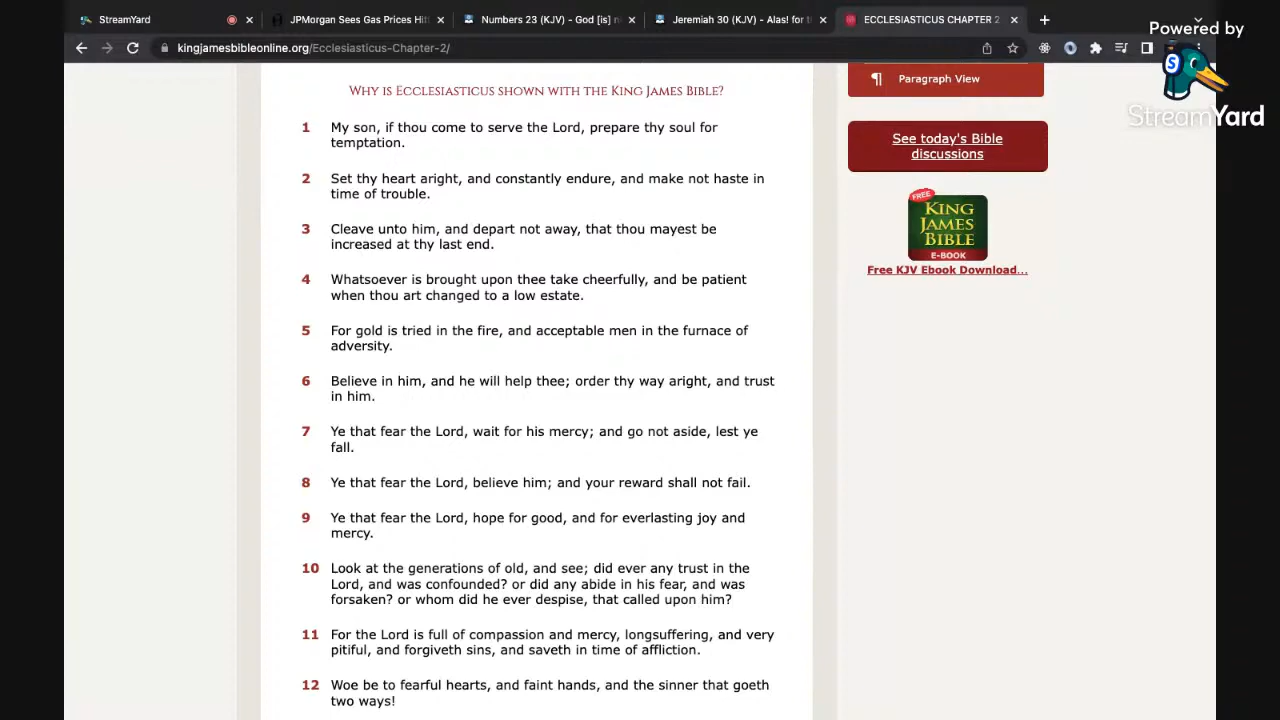 StreamYard
JPMorgan Sees Gas Prices Hitt
Numbers 23 (KJV) - God [is] n
Jeremiah 30 (KJV) - Alas! for t
ECCLESIASTICUS CHAPTER 2
kingjamesbibleonline.org/Ecclesiasticus-Chapter-2/
Powered by
StreamYard
¶ Paragraph View
See today's Bible
discussions
FREE
KING
JAMES
BIBLE
E-BOOK
Free KJV Ebook Download...
WHY IS ECCLESIASTICUS SHOWN WITH THE KING JAMES BIBLE?
1 My son, if thou come to serve the Lord, prepare thy soul for
temptation.
2 Set thy heart aright, and constantly endure, and make not haste in
time of trouble.
3 Cleave unto him, and depart not away, that thou mayest be
increased at thy last end.
4 Whatsoever is brought upon thee take cheerfully, and be patient
when thou art changed to a low estate.
5 For gold is tried in the fire, and acceptable men in the furnace of
adversity.
6 Believe in him, and he will help thee; order thy way aright, and trust
in him.
7 Ye that fear the Lord, wait for his mercy; and go not aside, lest ye
fall.
8 Ye that fear the Lord, believe him; and your reward shall not fail.
9 Ye that fear the Lord, hope for good, and for everlasting joy and
mercy.
10 Look at the generations of old, and see; did ever any trust in the
Lord, and was confounded? or did any abide in his fear, and was
forsaken? or whom did he ever despise, that called upon him?
11 For the Lord is full of compassion and mercy, longsuffering, and very
pitiful, and forgiveth sins, and saveth in time of affliction.
12 Woe be to fearful hearts, and faint hands, and the sinner that goeth
two ways!